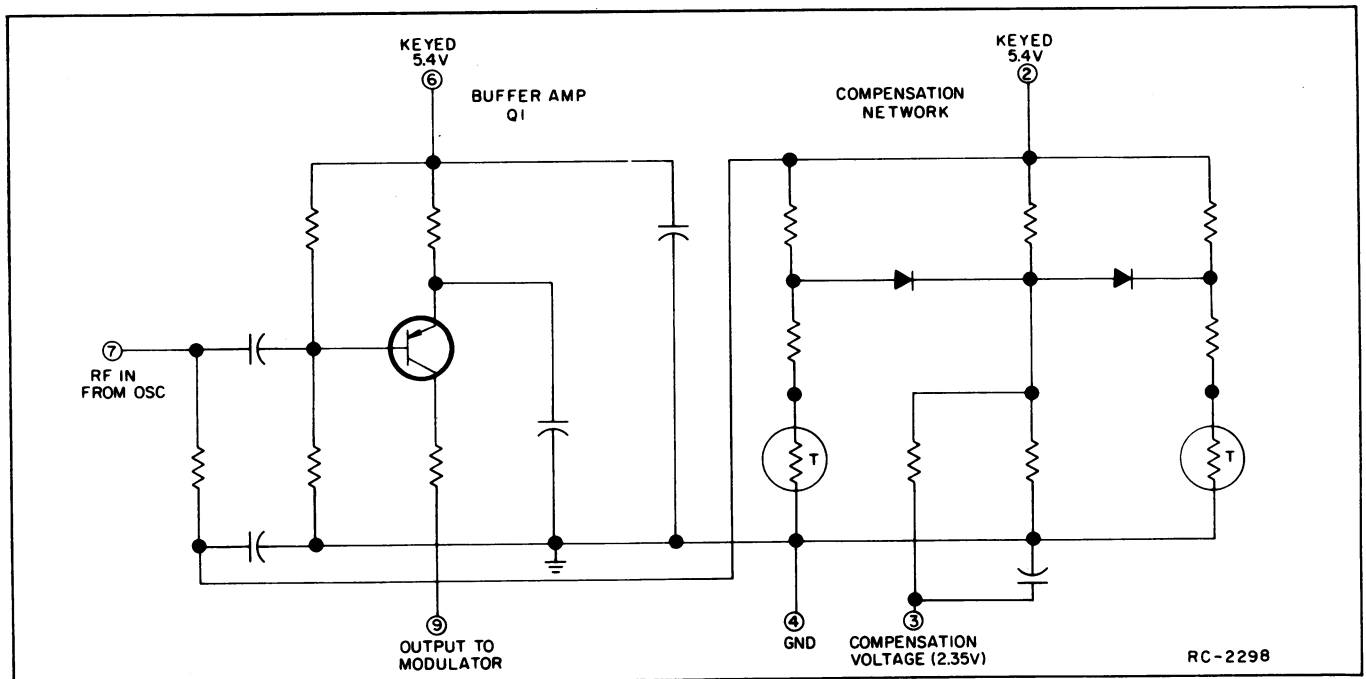 KEYED
5.4V
⑥
BUFFER AMP
Q1
KEYED
5.4V
②
COMPENSATION
NETWORK
⑦
RF IN
FROM OSC
T
T
⑨
OUTPUT TO
MODULATOR
④
GND
③
COMPENSATION
VOLTAGE (2.35V)
RC-2298